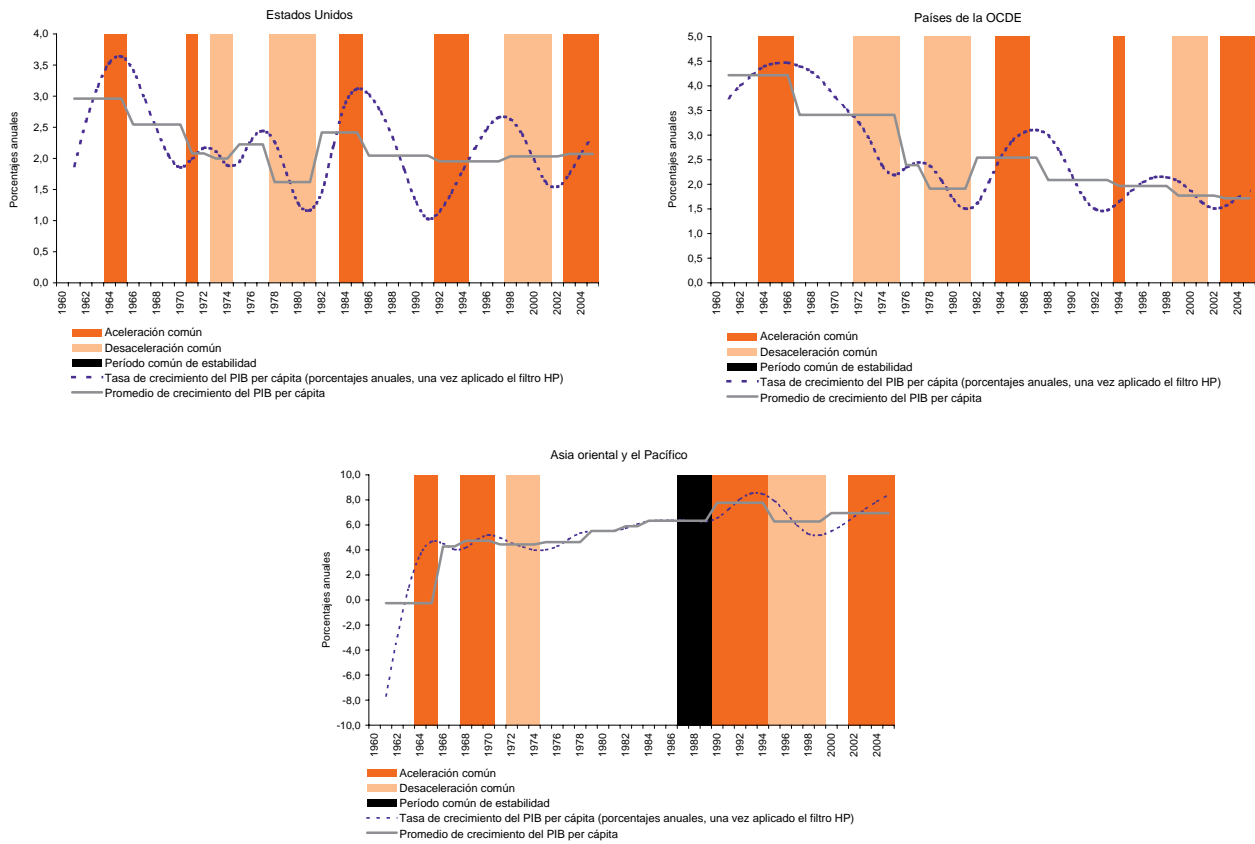 Estados Unidos
Porcentajes anuales
4,0
3,5
3,0
2,5
2,0
1,5
1,0
0,5
0,0
1960 1962 1964 1966 1968 1970 1972 1974 1976 1978 1980 1982 1984 1986 1988 1990 1992 1994 1996 1998 2000 2002 2004
Aceleración común
Desaceleración común
Período común de estabilidad
Tasa de crecimiento del PIB per cápita (porcentajes anuales, una vez aplicado el filtro HP)
Promedio de crecimiento del PIB per cápita
Países de la OCDE
Porcentajes anuales
5,0
4,5
4,0
3,5
3,0
2,5
2,0
1,5
1,0
0,5
0,0
1960 1962 1964 1966 1968 1970 1972 1974 1976 1978 1980 1982 1984 1986 1988 1990 1992 1994 1996 1998 2000 2002 2004
Aceleración común
Desaceleración común
Período común de estabilidad
Tasa de crecimiento del PIB per cápita (porcentajes anuales, una vez aplicado el filtro HP)
Promedio de crecimiento del PIB per cápita
Asia oriental y el Pacífico
Porcentajes anuales
10,0
8,0
6,0
4,0
2,0
0,0
-2,0
-4,0
-6,0
-8,0
-10,0
1960 1962 1964 1966 1968 1970 1972 1974 1976 1978 1980 1982 1984 1986 1988 1990 1992 1994 1996 1998 2000 2002 2004
Aceleración común
Desaceleración común
Período común de estabilidad
Tasa de crecimiento del PIB per cápita (porcentajes anuales, una vez aplicado el filtro HP)
Promedio de crecimiento del PIB per cápita